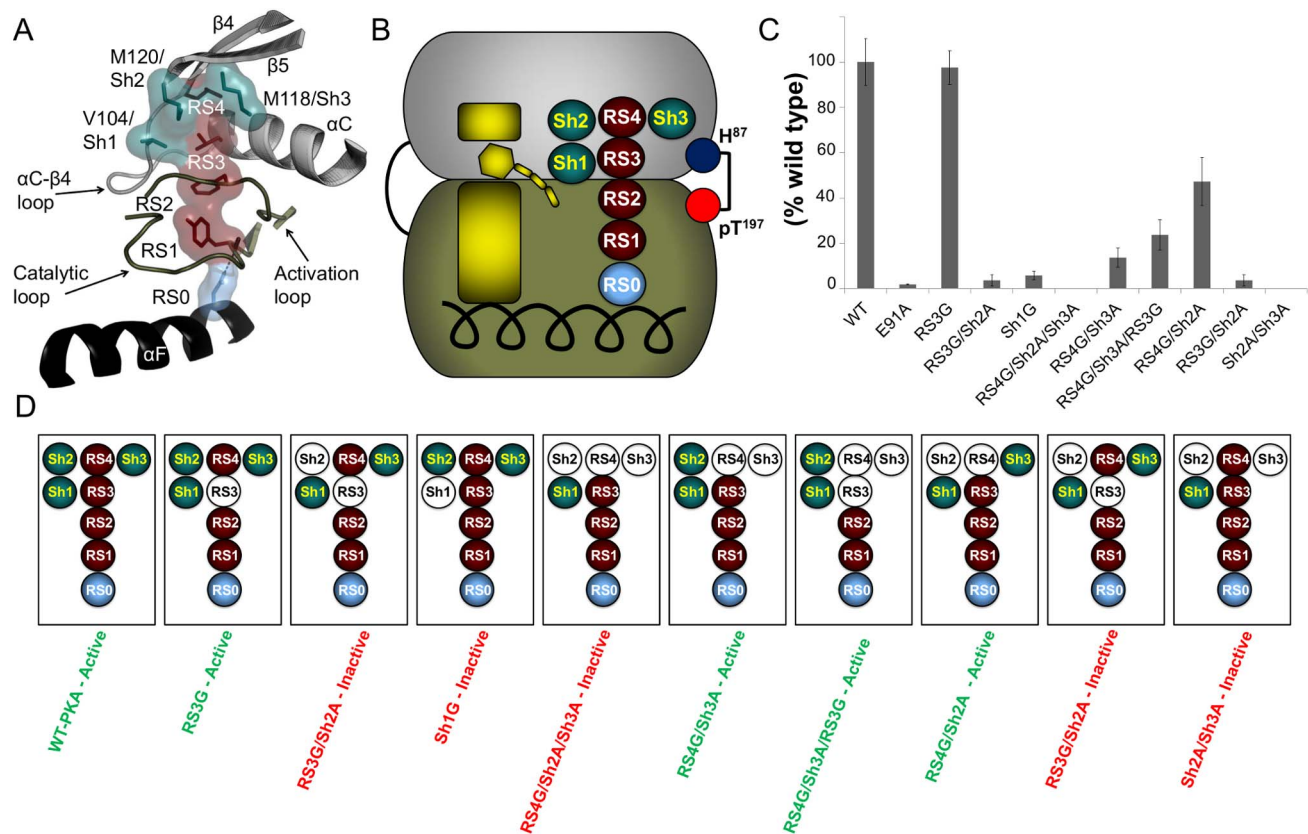 A
β4
β5
M120/
Sh2
RS4
M118/Sh3
αC
V104/
Sh1
RS3
αC-β4
loop
RS2
RS1
Catalytic
loop
Activation
loop
RS0
αF
B
Sh2 RS4 Sh3
Sh1 RS3
H87
RS2
pT197
RS1
RS0
C
(% wild type)
100
80
60
40
20
0
WT
E91A
RS3G
RS3G/Sh2A
Sh1G
RS4G/Sh2A/Sh3A
RS4G/Sh3A
RS4G/Sh3A/RS3G
RS4G/Sh2A
RS3G/Sh2A
Sh2A/Sh3A
D
Sh2 RS4 Sh3
Sh1 RS3
RS2
RS1
RS0
WT-PKA - Active
Sh2 RS4 Sh3
Sh1 RS3
RS2
RS1
RS0
RS3G - Active
Sh2 RS4 Sh3
Sh1 RS3
RS2
RS1
RS0
RS3G/Sh2A - Inactive
Sh2 RS4 Sh3
Sh1 RS3
RS2
RS1
RS0
Sh1G - Inactive
Sh2 RS4 Sh3
Sh1 RS3
RS2
RS1
RS0
RS4G/Sh2A/Sh3A - Inactive
Sh2 RS4 Sh3
Sh1 RS3
RS2
RS1
RS0
RS4G/Sh3A - Active
Sh2 RS4 Sh3
Sh1 RS3
RS2
RS1
RS0
RS4G/Sh3A/RS3G - Active
Sh2 RS4 Sh3
Sh1 RS3
RS2
RS1
RS0
RS4G/Sh2A - Active
Sh2 RS4 Sh3
Sh1 RS3
RS2
RS1
RS0
RS3G/Sh2A - Inactive
Sh2 RS4 Sh3
Sh1 RS3
RS2
RS1
RS0
Sh2A/Sh3A - Inactive